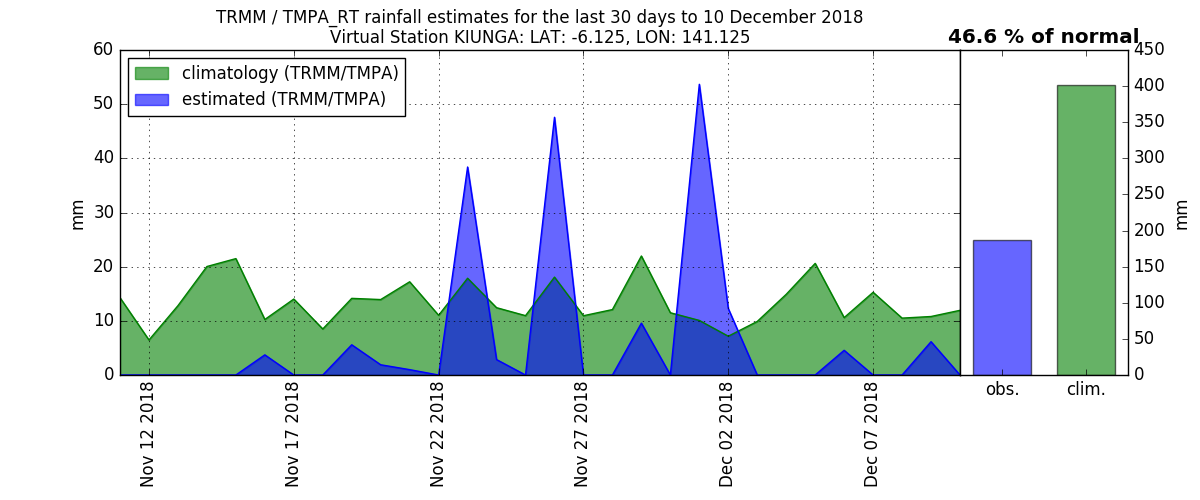 TRMM / TMPA_RT rainfall estimates for the last 30 days to 10 December 2018
Virtual Station KIUNGA: LAT: -6.125, LON: 141.125
46.6 % of normal
climatology (TRMM/TMPA)
estimated (TRMM/TMPA)
60
50
40
30
20
10
0
mm
Nov 12 2018
Nov 17 2018
Nov 22 2018
Nov 27 2018
Dec 02 2018
Dec 07 2018
450
400
350
300
250
200
150
100
50
0
mm
obs.
clim.